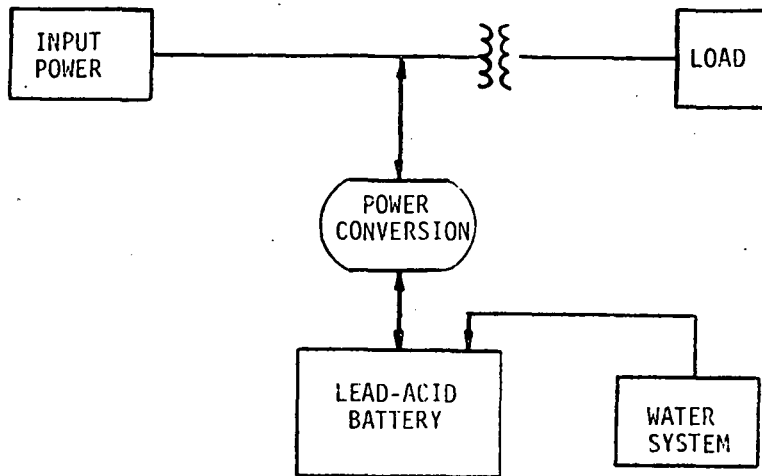 INPUT
POWER
LOAD
POWER
CONVERSION
LEAD-ACID
BATTERY
WATER
SYSTEM